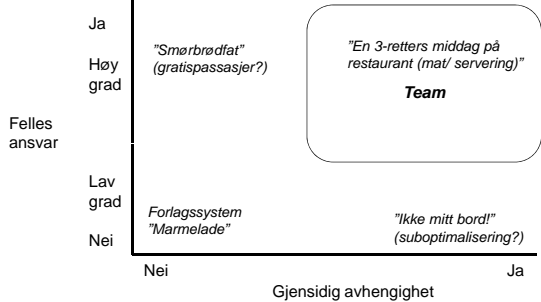 Ja
"Smørbrødfat"
(gratispassasjer?)
"En 3-retters middag på
restaurant (mat/ servering)"
Team
Høy
grad
Felles
ansvar
Lav
grad
Nei
Forlagssystem
"Marmelade"
"Ikke mitt bord!"
(suboptimalisering?)
Nei
Ja
Gjensidig avhengighet